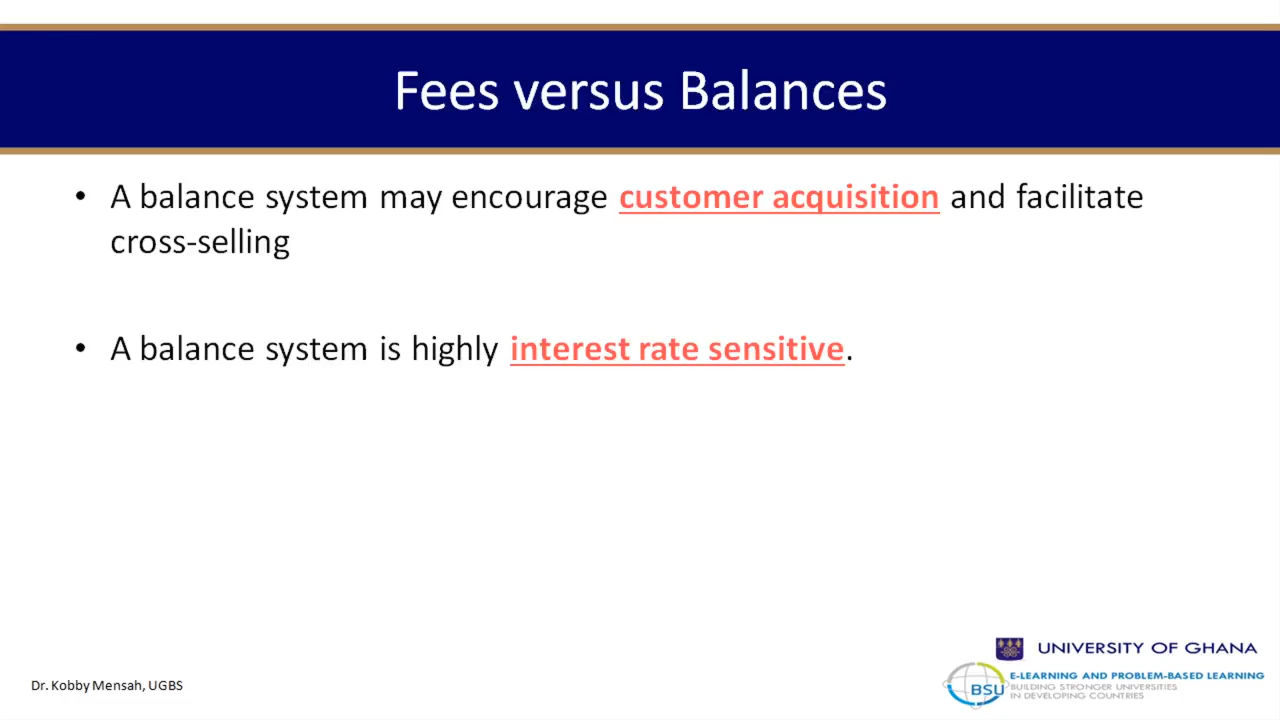 Fees versus Balances
• A balance system may encourage customer acquisition and facilitate
cross-selling
• A balance system is highly interest rate sensitive.
UNIVERSITY OF GHANA
BSU
E-LEARNING AND PROBLEM-BASED LEARNING
BUILDING STRONGER UNIVERSITIES
IN DEVELOPING COUNTRIES
Dr. Kobby Mensah, UGBS